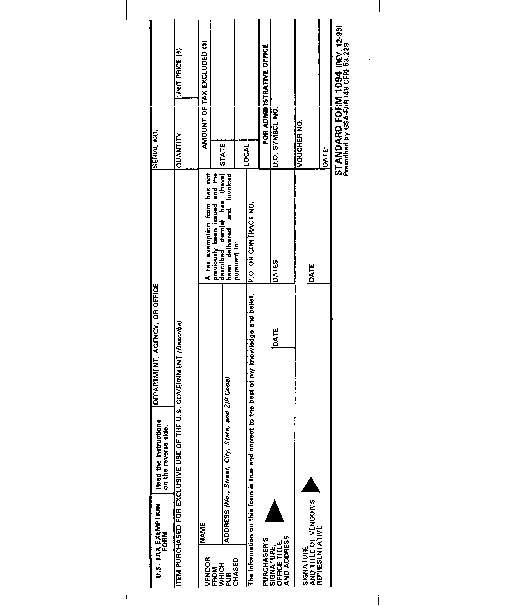 U.S. TAX EXEMPTION
FORM
Read the instructions
on the reverse side.
DEPARTMENT, AGENCY, OR OFFICE
SERIAL NO.
ITEM PURCHASED FOR EXCLUSIVE USE OF THE U.S. GOVERNMENT (Describe)
QUANTITY
UNIT PRICE ($)
VENDOR
FROM
WHICH
PUR-
CHASED
NAME
ADDRESS (No., Street, City, State, and ZIP Code)
A tax exemption form has not
previously been issued and the
described item(s) has (have)
been delivered and invoiced
pursuant to:
AMOUNT OF TAX EXCLUDED ($)
STATE
LOCAL
The information on this form is true and correct to the best of my knowledge and belief.
P.O. OR CONTRACT NO.
PURCHASER'S
SIGNATURE,
OFFICE TITLE,
AND ADDRESS
DATE
DATES
FOR ADMINISTRATIVE OFFICE
D.O. SYMBOL NO.
SIGNATURE
AND TITLE OF VENDOR'S
REPRESENTATIVE
DATE
VOUCHER NO.
DATE
STANDARD FORM 1094 (REV. 12-96)
Prescribed by GSA-FAR (48 CFR) 53.229